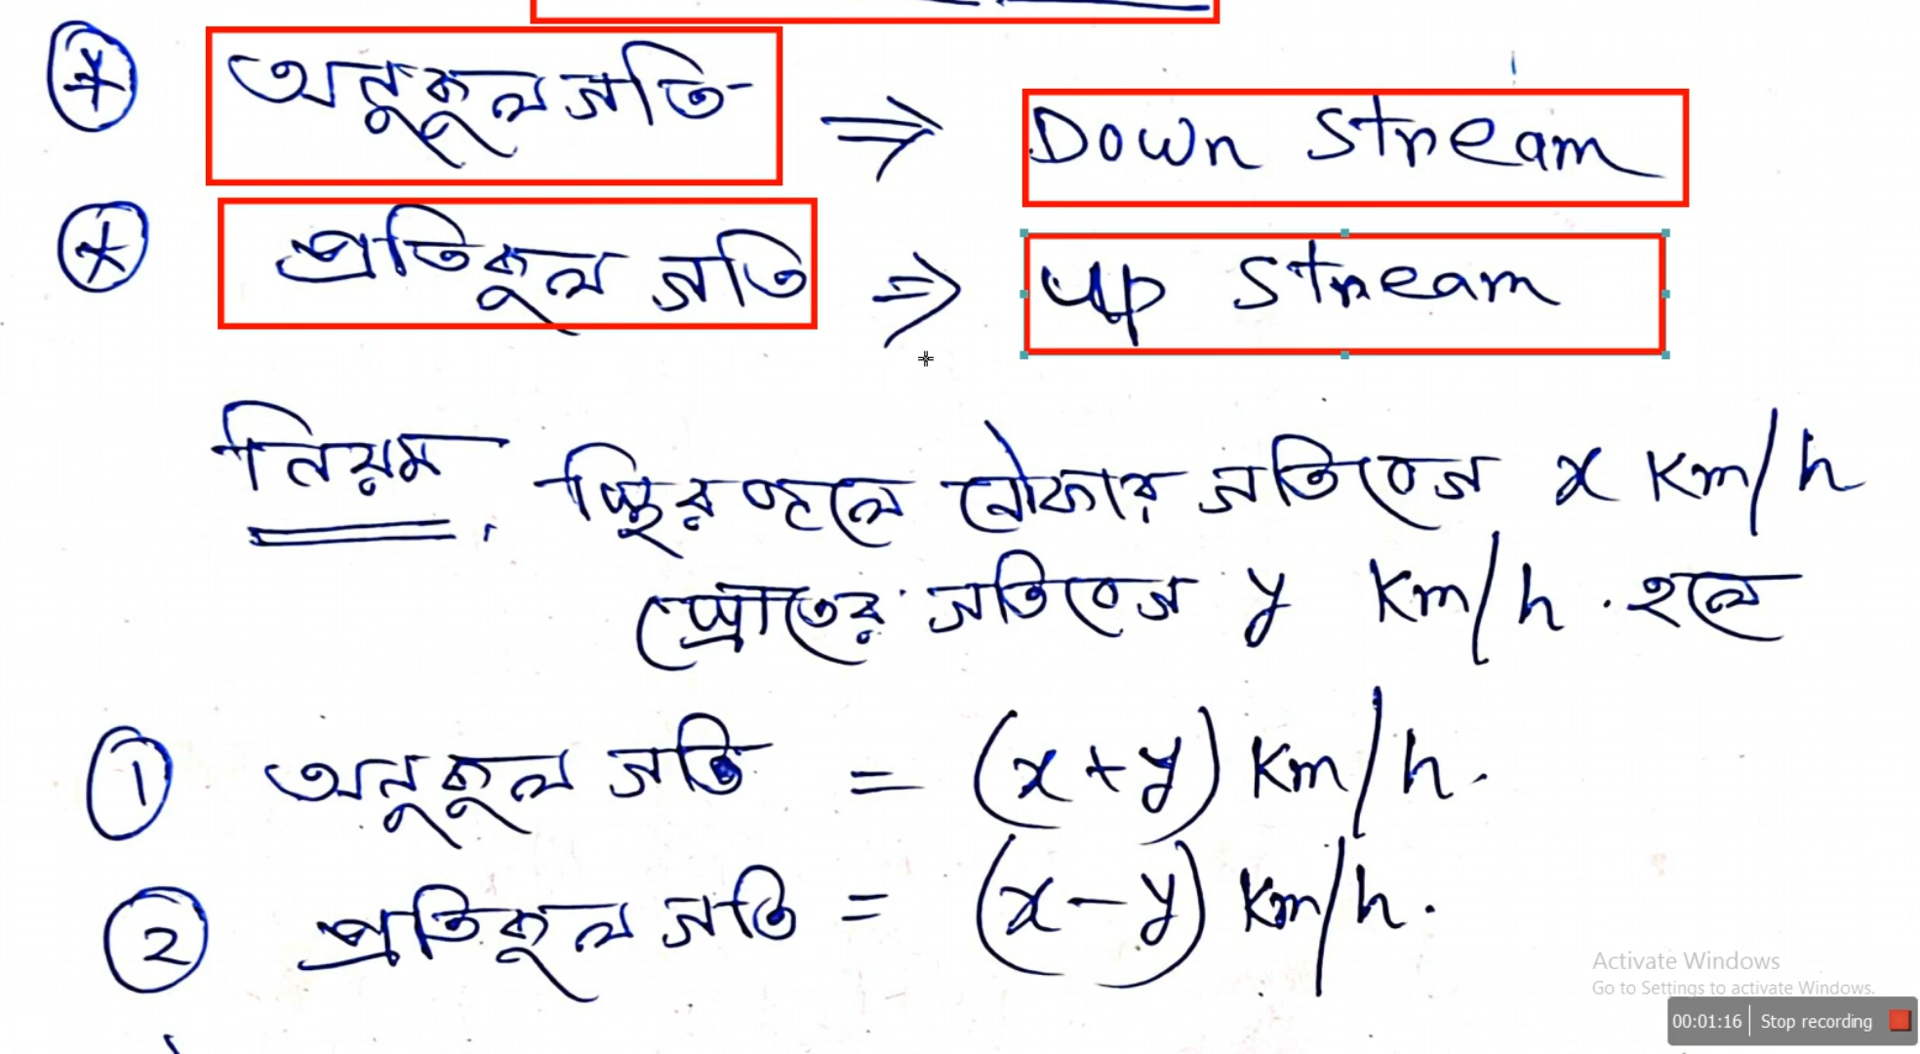 * অনুকূল গতি ⇒ Down Stream
* প্রতিকূল গতি ⇒ Up Stream
নিয়ম, স্থির জলে নৌকার গতিবেগ x Km/h
স্রোতের গতিবেগ y Km/h. হলে
① অনুকূল গতি = (x+y) Km/h.
② প্রতিকূল গতি = (x-y) Km/h.
Activate Windows
Go to Settings to activate Windows.
00:01:16 | Stop recording